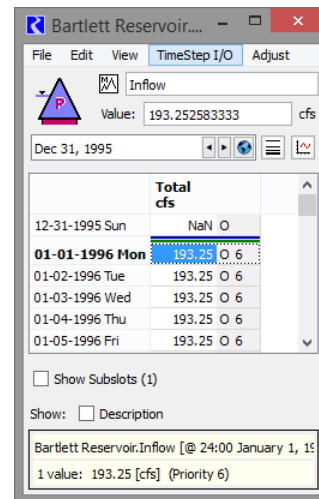 Bartlett Reservoir....
File Edit View TimeStep I/O Adjust
P Inflow
Value: 193.252583333 cfs
Dec 31, 1995
Total
cfs
12-31-1995 Sun NaN O
01-01-1996 Mon 193.25 O 6
01-02-1996 Tue 193.25 O 6
01-03-1996 Wed 193.25 O 6
01-04-1996 Thu 193.25 O 6
01-05-1996 Fri 193.25 O 6
Show Subslots (1)
Show: Descript
Bartlett Reservoir.Inflow [@ 24:00 January 1, 19
1 value: 193.25 [cfs] (Priority 6)